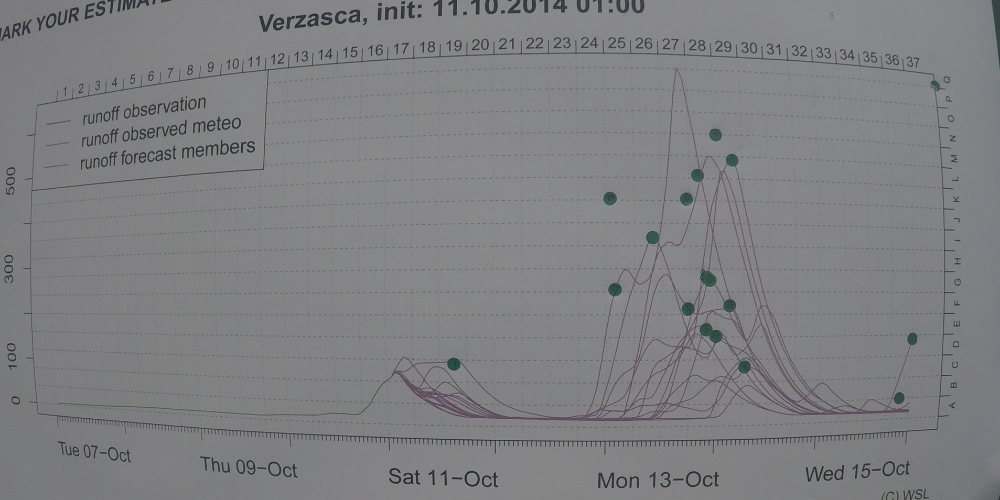 YOUR
Verzasca, init: 11.10.2014 01:00
1 2 3 4 5 6 7 8 9 10 11 12 13 14 15 16 17 18 19 20 21 22 23 24 25 26 27 28 29 30 31 32 33 34 35 36 37
runoff observation
runoff observed meteo
runoff forecast members
500
300
100
0
Q
P
O
N
M
L
K
J
I
H
G
F
E
D
C
B
A
Tue 07-Oct
Thu 09-Oct
Sat 11-Oct
Mon 13-Oct
Wed 15-Oct
(C) WSL